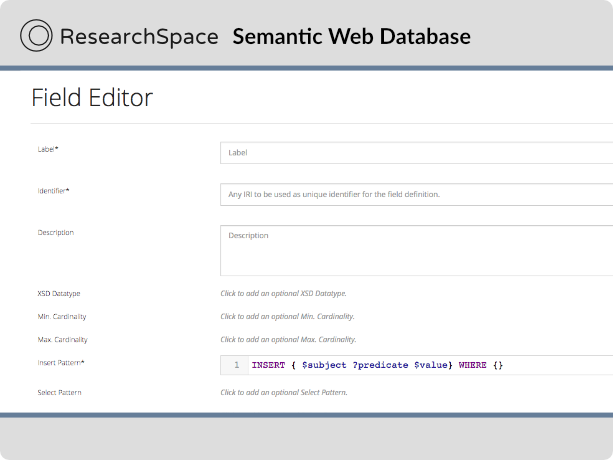 ResearchSpace Semantic Web Database
Field Editor
Label* Label
Identifier* Any IRI to be used as unique identifier for the field definition.
Description Description
XSD Datatype Click to add an optional XSD Datatype.
Min. Cardinality Click to add an optional Min. Cardinality.
Max. Cardinality Click to add an optional Max. Cardinality.
Insert Pattern* 1 INSERT { $subject ?predicate $value} WHERE {}
Select Pattern Click to add an optional Select Pattern.